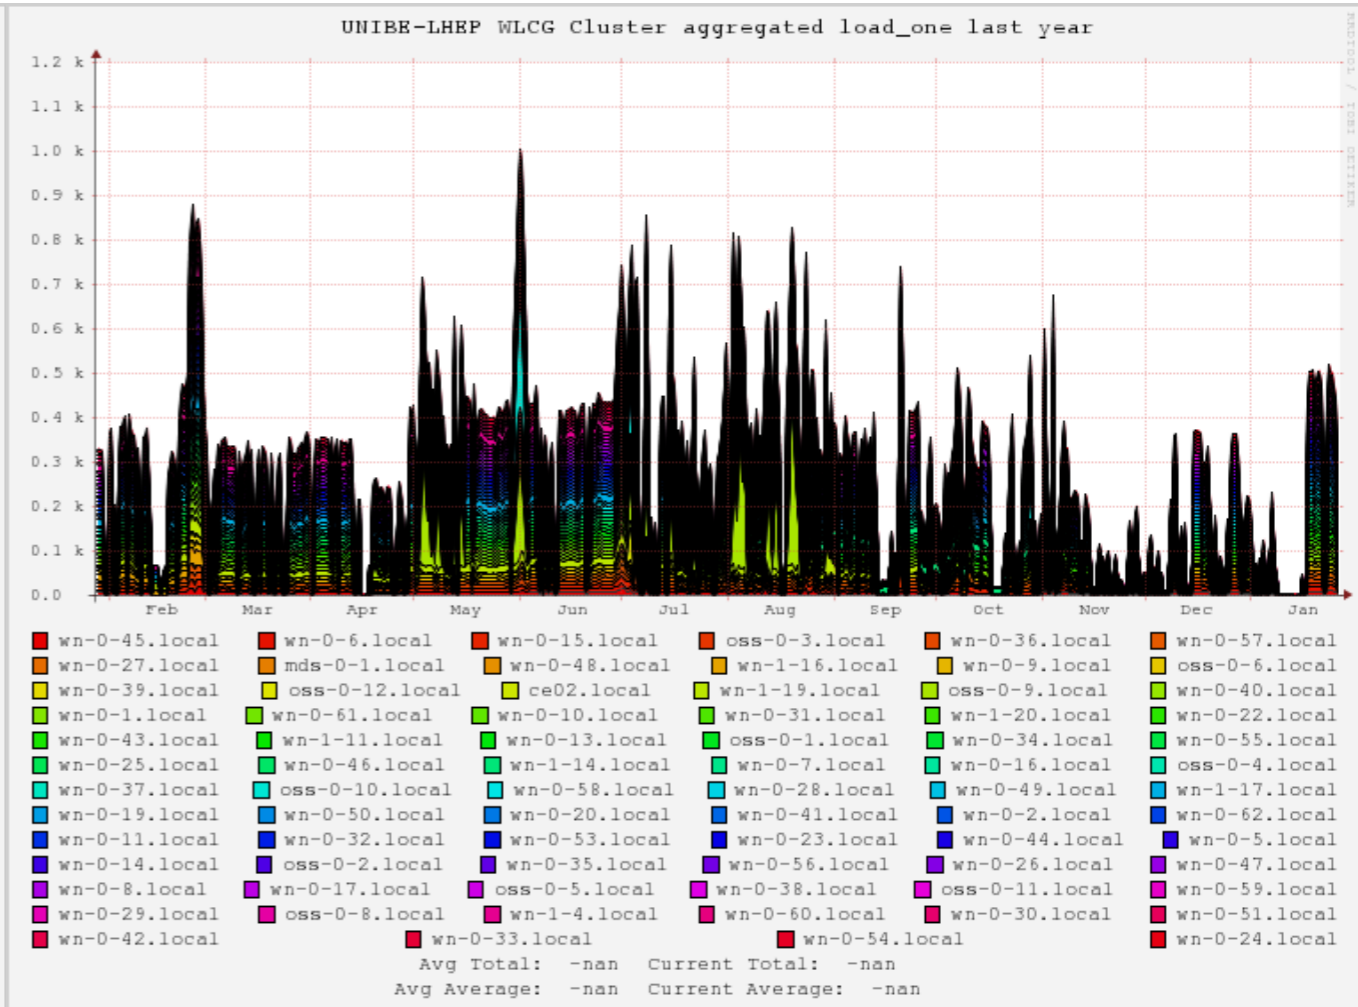 UNIBE-LHEP WLCG Cluster aggregated load_one last year
RRDTOOL / TOBI OETIKER
1.2 k
1.1 k
1.0 k
0.9 k
0.8 k
0.7 k
0.6 k
0.5 k
0.4 k
0.3 k
0.2 k
0.1 k
0.0
Feb Mar Apr May Jun Jul Aug Sep Oct Nov Dec Jan
wn-0-45.local wn-0-6.local wn-0-15.local oss-0-3.local wn-0-36.local wn-0-57.local
wn-0-27.local mds-0-1.local wn-0-48.local wn-1-16.local wn-0-9.local oss-0-6.local
wn-0-39.local oss-0-12.local ce02.local wn-1-19.local oss-0-9.local wn-0-40.local
wn-0-1.local wn-0-61.local wn-0-10.local wn-0-31.local wn-1-20.local wn-0-22.local
wn-0-43.local wn-1-11.local wn-0-13.local oss-0-1.local wn-0-34.local wn-0-55.local
wn-0-25.local wn-0-46.local wn-1-14.local wn-0-7.local wn-0-16.local oss-0-4.local
wn-0-37.local oss-0-10.local wn-0-58.local wn-0-28.local wn-0-49.local wn-1-17.local
wn-0-19.local wn-0-50.local wn-0-20.local wn-0-41.local wn-0-2.local wn-0-62.local
wn-0-11.local wn-0-32.local wn-0-53.local wn-0-23.local wn-0-44.local wn-0-5.local
wn-0-14.local oss-0-2.local wn-0-35.local wn-0-56.local wn-0-26.local wn-0-47.local
wn-0-8.local wn-0-17.local oss-0-5.local wn-0-38.local oss-0-11.local wn-0-59.local
wn-0-29.local oss-0-8.local wn-1-4.local wn-0-60.local wn-0-30.local wn-0-51.local
wn-0-42.local wn-0-33.local wn-0-54.local wn-0-24.local
Avg Total: -nan Current Total: -nan
Avg Average: -nan Current Average: -nan